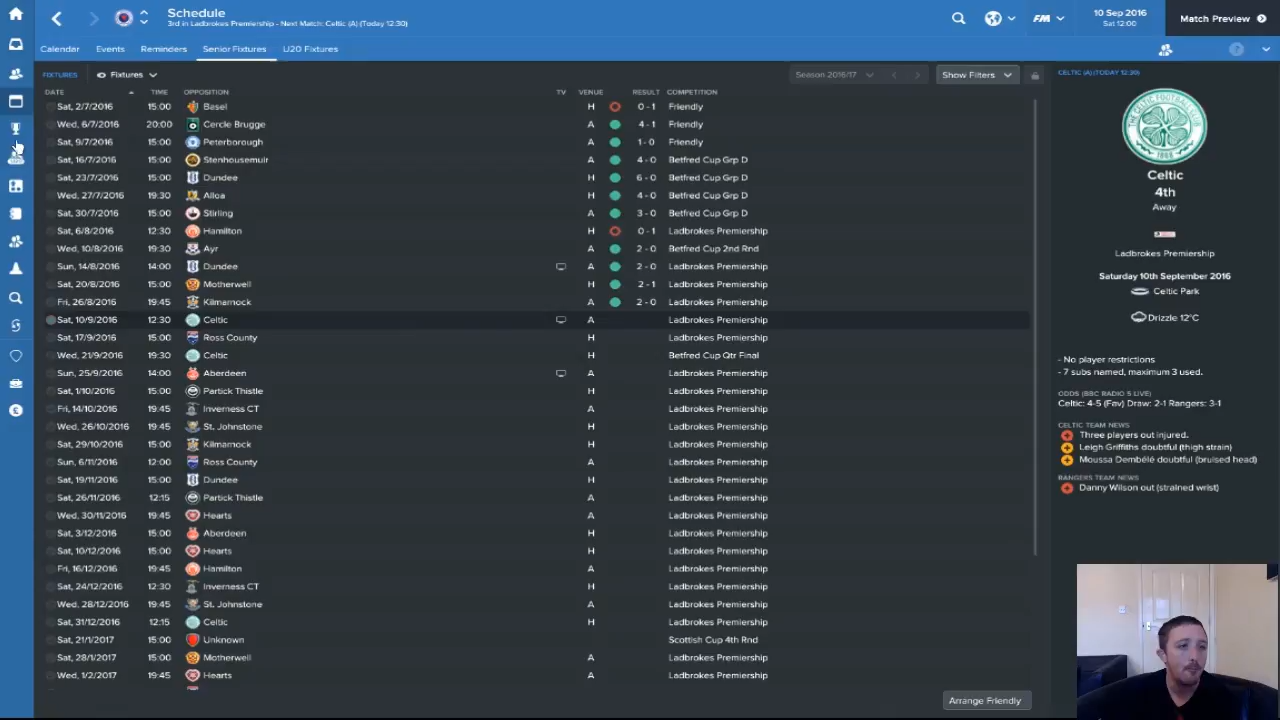 Schedule
3rd in Ladbrokes Premiership - Next Match: Celtic (A) (Today 12:30)
FM
10 Sep 2016
Sat 12:00
Match Preview
Calendar Events Reminders Senior Fixtures U20 Fixtures
FIXTURES Fixtures Season 2016/17 Show Filters
DATE TIME OPPOSITION TV VENUE RESULT COMPETITION
Sat, 2/7/2016 15:00 Basel H 0 - 1 Friendly
Wed, 6/7/2016 20:00 Cercle Brugge A 4 - 1 Friendly
Sat, 9/7/2016 15:00 Peterborough A 1 - 0 Friendly
Sat, 16/7/2016 15:00 Stenhousemuir A 4 - 0 Betfred Cup Grp D
Sat, 23/7/2016 15:00 Dundee H 6 - 0 Betfred Cup Grp D
Wed, 27/7/2016 19:30 Alloa H 4 - 0 Betfred Cup Grp D
Sat, 30/7/2016 15:00 Stirling A 3 - 0 Betfred Cup Grp D
Sat, 6/8/2016 12:30 Hamilton H 0 - 1 Ladbrokes Premiership
Wed, 10/8/2016 19:30 Ayr A 2 - 0 Betfred Cup 2nd Rnd
Sun, 14/8/2016 14:00 Dundee A 2 - 0 Ladbrokes Premiership
Sat, 20/8/2016 15:00 Motherwell H 2 - 1 Ladbrokes Premiership
Fri, 26/8/2016 19:45 Kilmarnock A 2 - 0 Ladbrokes Premiership
Sat, 10/9/2016 12:30 Celtic A Ladbrokes Premiership
Sat, 17/9/2016 15:00 Ross County H Ladbrokes Premiership
Wed, 21/9/2016 19:30 Celtic H Betfred Cup Qtr Final
Sun, 25/9/2016 14:00 Aberdeen A Ladbrokes Premiership
Sat, 1/10/2016 15:00 Partick Thistle H Ladbrokes Premiership
Fri, 14/10/2016 19:45 Inverness CT A Ladbrokes Premiership
Wed, 26/10/2016 19:45 St. Johnstone H Ladbrokes Premiership
Sat, 29/10/2016 15:00 Kilmarnock H Ladbrokes Premiership
Sun, 6/11/2016 12:00 Ross County A Ladbrokes Premiership
Sat, 19/11/2016 15:00 Dundee H Ladbrokes Premiership
Sat, 26/11/2016 12:15 Partick Thistle A Ladbrokes Premiership
Wed, 30/11/2016 19:45 Hearts A Ladbrokes Premiership
Sat, 3/12/2016 15:00 Aberdeen H Ladbrokes Premiership
Sat, 10/12/2016 15:00 Hearts H Ladbrokes Premiership
Fri, 16/12/2016 19:45 Hamilton A Ladbrokes Premiership
Sat, 24/12/2016 12:30 Inverness CT H Ladbrokes Premiership
Wed, 28/12/2016 19:45 St. Johnstone A Ladbrokes Premiership
Sat, 31/12/2016 12:15 Celtic H Ladbrokes Premiership
Sat, 21/1/2017 15:00 Unknown Scottish Cup 4th Rnd
Sat, 28/1/2017 15:00 Motherwell A Ladbrokes Premiership
Wed, 1/2/2017 19:45 Hearts A Ladbrokes Premiership
Arrange Friendly
CELTIC (A) (TODAY 12:30)
THE CELTIC FOOTBALL CLUB
1888
Celtic
4th
Away
Ladbrokes Premiership
Saturday 10th September 2016
Celtic Park
Drizzle 12°C
- No player restrictions
- 7 subs named, maximum 3 used.
ODDS (BBC RADIO 5 LIVE)
Celtic: 4-5 (Fav) Draw: 2-1 Rangers: 3-1
CELTIC TEAM NEWS
Three players out injured.
Leigh Griffiths doubtful (thigh strain)
Moussa Dembélé doubtful (bruised head)
RANGERS TEAM NEWS
Danny Wilson out (strained wrist)